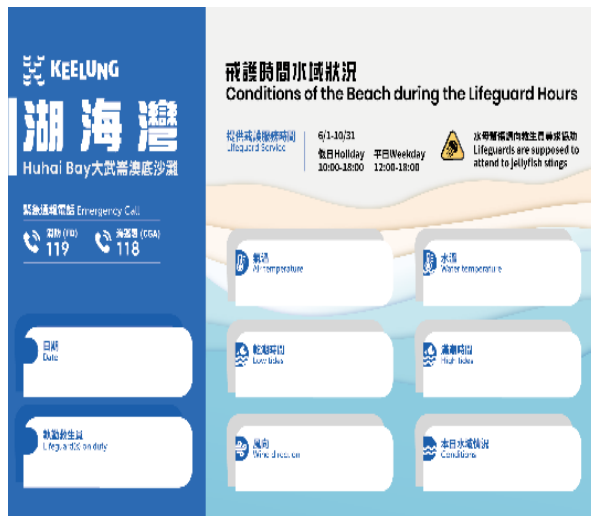 KEELUNG
湖海灣
Huhai Bay大武崙澳底沙灘
緊急通報電話 Emergency Call
消防 (FD)
119
海巡署 (CGA)
118
日期
Date
執勤救生員
Lifeguard(s) on duty
戒護時間水域狀況
Conditions of the Beach during the Lifeguard Hours
提供戒護服務時間
Lifeguard Service
6/1-10/31
假日Holiday 平日Weekday
10:00-18:00 12:00-18:00
水母螫傷請向救生員尋求協助
Lifeguards are supposed to
attend to jellyfish stings
氣溫
Air temperature
水溫
Water temperature
乾潮時間
Low tides
滿潮時間
High tides
風向
Wind direction
本日水域情況
Conditions